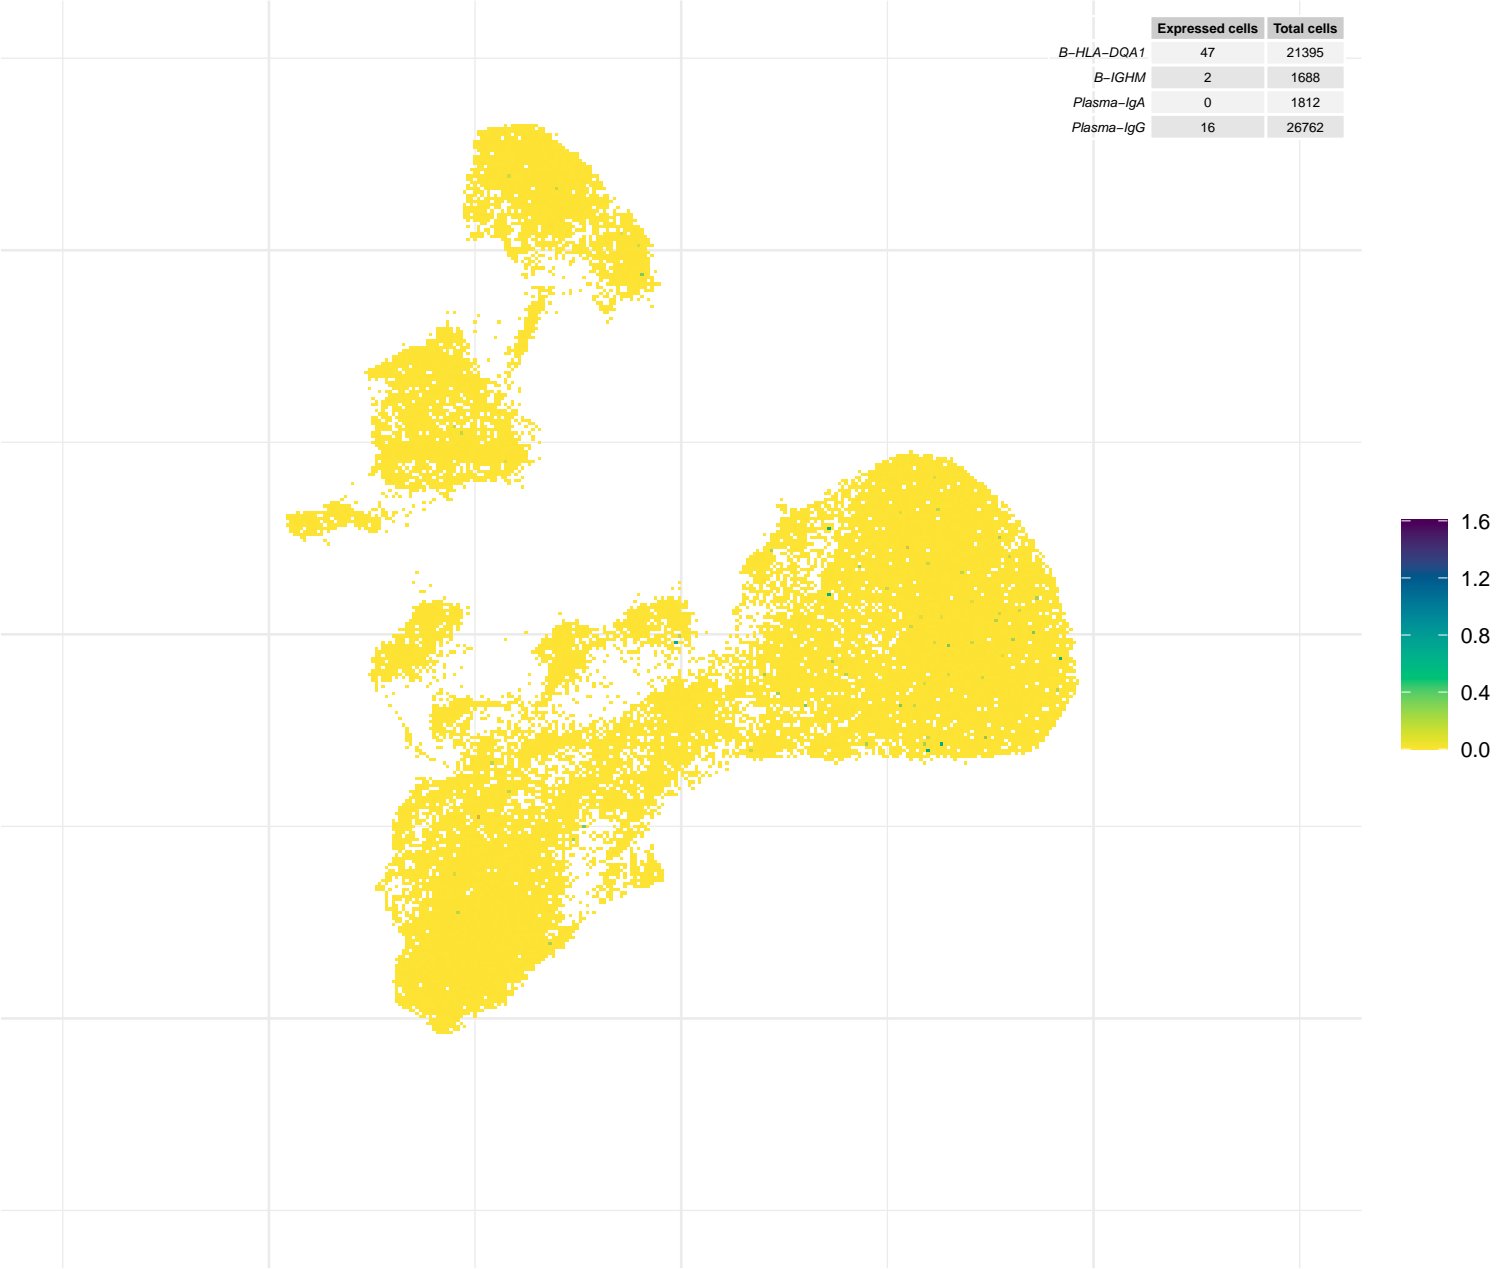 Expressed cells Total cells
B−HLA−DQA1 47 21395
B−IGHM 2 1688
Plasma−IgA 0 1812
Plasma−IgG 16 26762
1.6
1.2
0.8
0.4
0.0